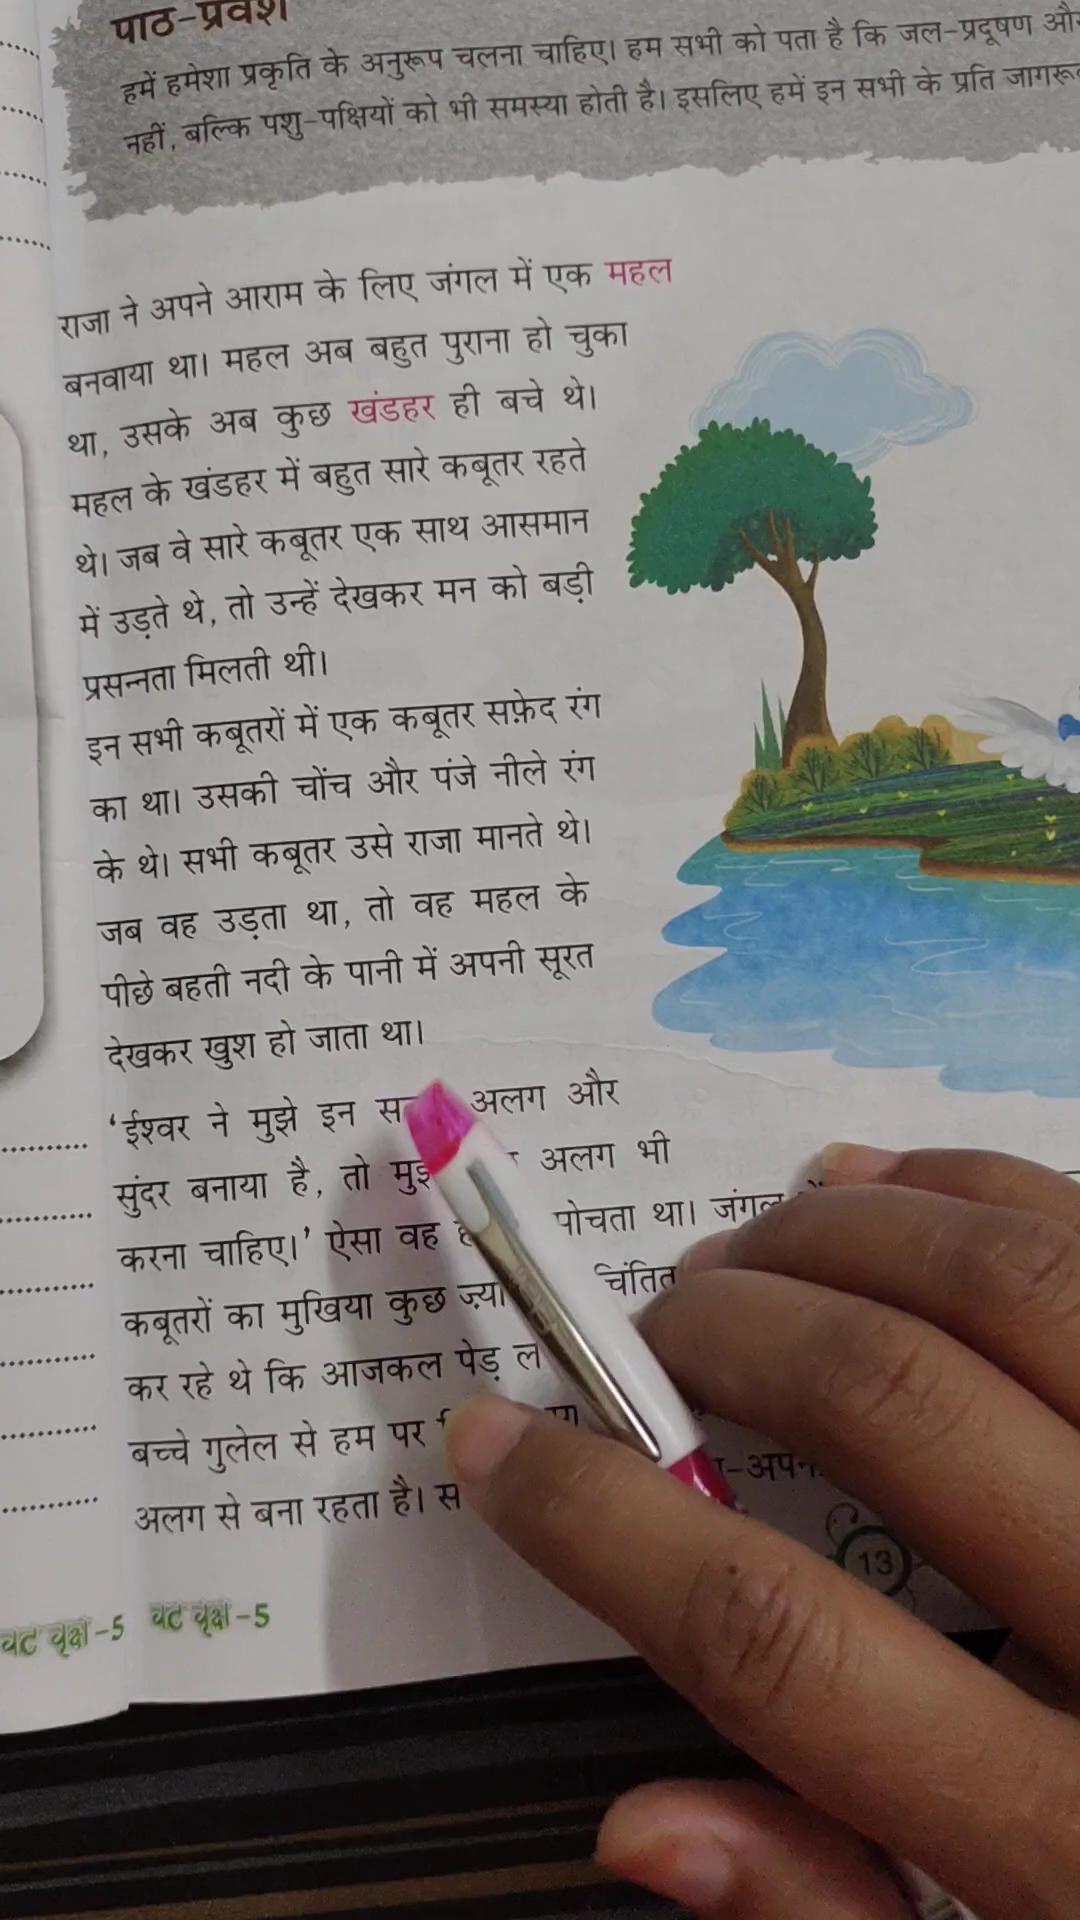 पाठ-प्रवेश
हमें हमेशा प्रकृति के अनुरूप चलना चाहिए। हम सभी को पता है कि जल-प्रदूषण
नहीं, बल्कि पशु-पक्षियों को भी समस्या होती है। इसलिए हमें इन सभी के प्रति
राजा ने अपने आराम के लिए जंगल में एक महल
बनवाया था। महल अब बहुत पुराना हो चुका
था, उसके अब कुछ खंडहर ही बचे थे।
महल के खंडहर में बहुत सारे कबूतर रहते
थे। जब वे सारे कबूतर एक साथ आसमान
में उड़ते थे, तो उन्हें देखकर मन को बड़ी
प्रसन्नता मिलती थी।
इन सभी कबूतरों में एक कबूतर सफ़ेद रंग
का था। उसकी चोंच और पंजे नीले रंग
के थे। सभी कबूतर उसे राजा मानते थे।
जब वह उड़ता था, तो वह महल के
पीछे बहती नदी के पानी में अपनी सूरत
देखकर खुश हो जाता था।
‘ईश्वर ने मुझे इन अलग और
सुंदर बनाया है, तो अलग भी
करना चाहिए।’ ऐसा वह था।
कबूतरों का मुखिया कुछ चिंतित
कर रहे थे कि आजकल पेड़
बच्चे गुलेल से हम पर
अलग से बना रहता है।
13
वट वृक्ष-5 वट वृक्ष-5